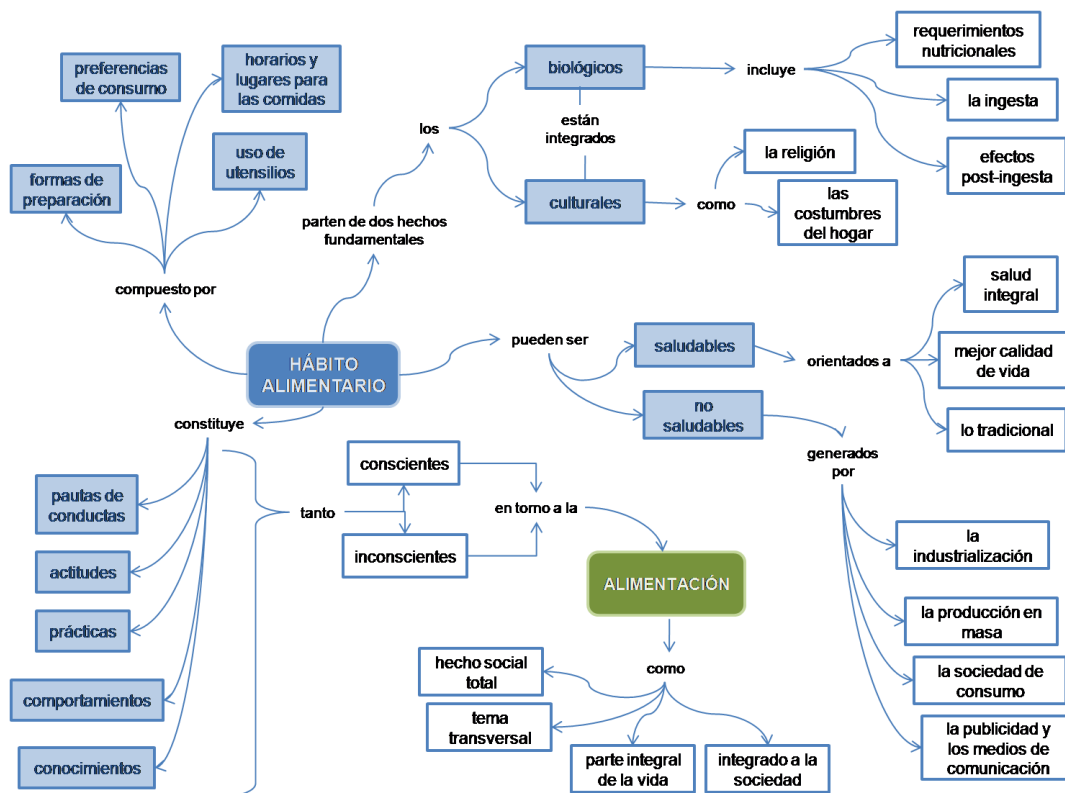 preferencias
de consumo
horarios y
lugares para
las comidas
formas de
preparación
uso de
utensilios
compuesto por
parten de dos hechos
fundamentales
los
biológicos
están
integrados
culturales
incluye
requerimientos
nutricionales
la ingesta
efectos
post-ingesta
como
la religión
las
costumbres
del hogar
HÁBITO
ALIMENTARIO
pueden ser
saludables
no
saludables
orientados a
salud
integral
mejor calidad
de vida
lo tradicional
generados
por
la
industrialización
la producción en
masa
la sociedad de
consumo
la publicidad y
los medios de
comunicación
constituye
pautas de
conductas
actitudes
prácticas
comportamientos
conocimientos
tanto
conscientes
inconscientes
en torno a la
ALIMENTACIÓN
como
hecho social
total
tema
transversal
parte integral
de la vida
integrado a la
sociedad